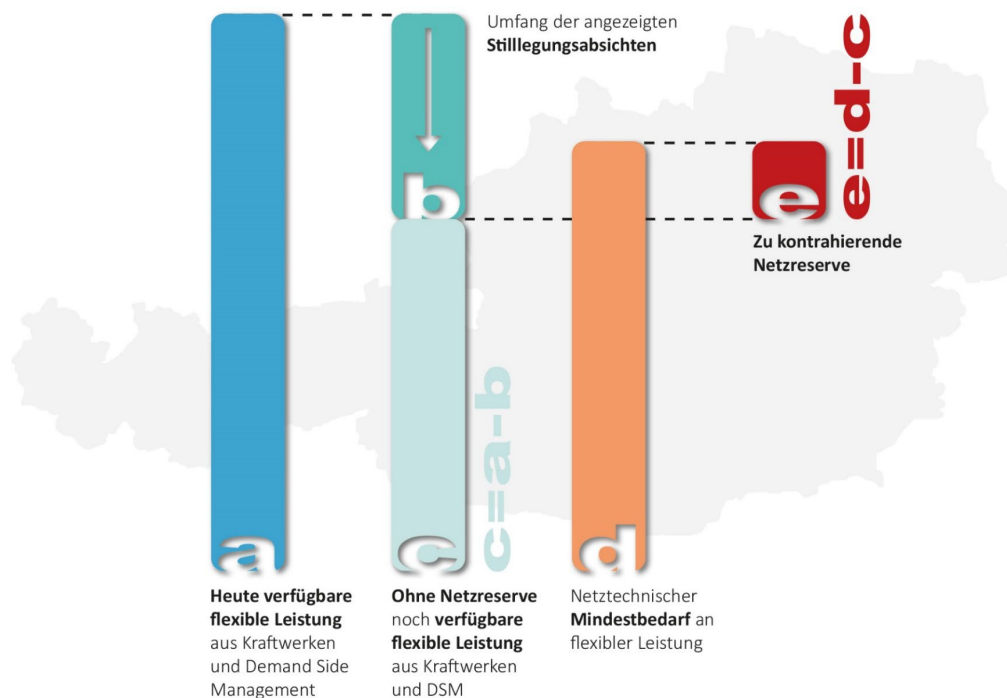 Umfang der angezeigten
Stilllegungsabsichten
b
e
e=d-c
Zu kontrahierende
Netzreserve
c=a-b
a
c
d
Heute verfügbare
flexible Leistung
aus Kraftwerken
und Demand Side
Management
Ohne Netzreserve
noch verfügbare
flexible Leistung
aus Kraftwerken
und DSM
Netztechnischer
Mindestbedarf an
flexibler Leistung